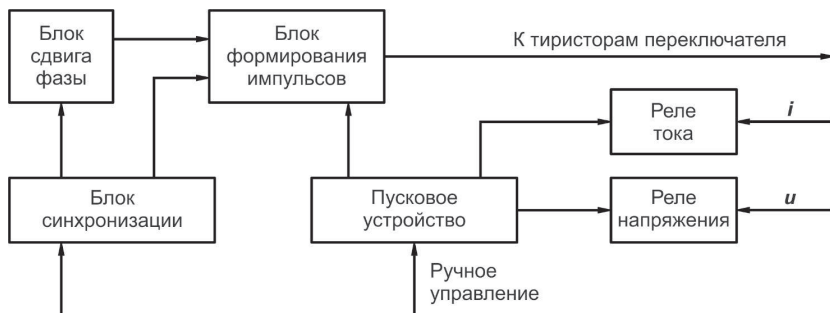 Блок
сдвига
фазы
Блок
формирования
импульсов
К тиристорам переключателя
Реле
тока
i
Блок
синхронизации
Пусковое
устройство
Реле
напряжения
u
Ручное
управление